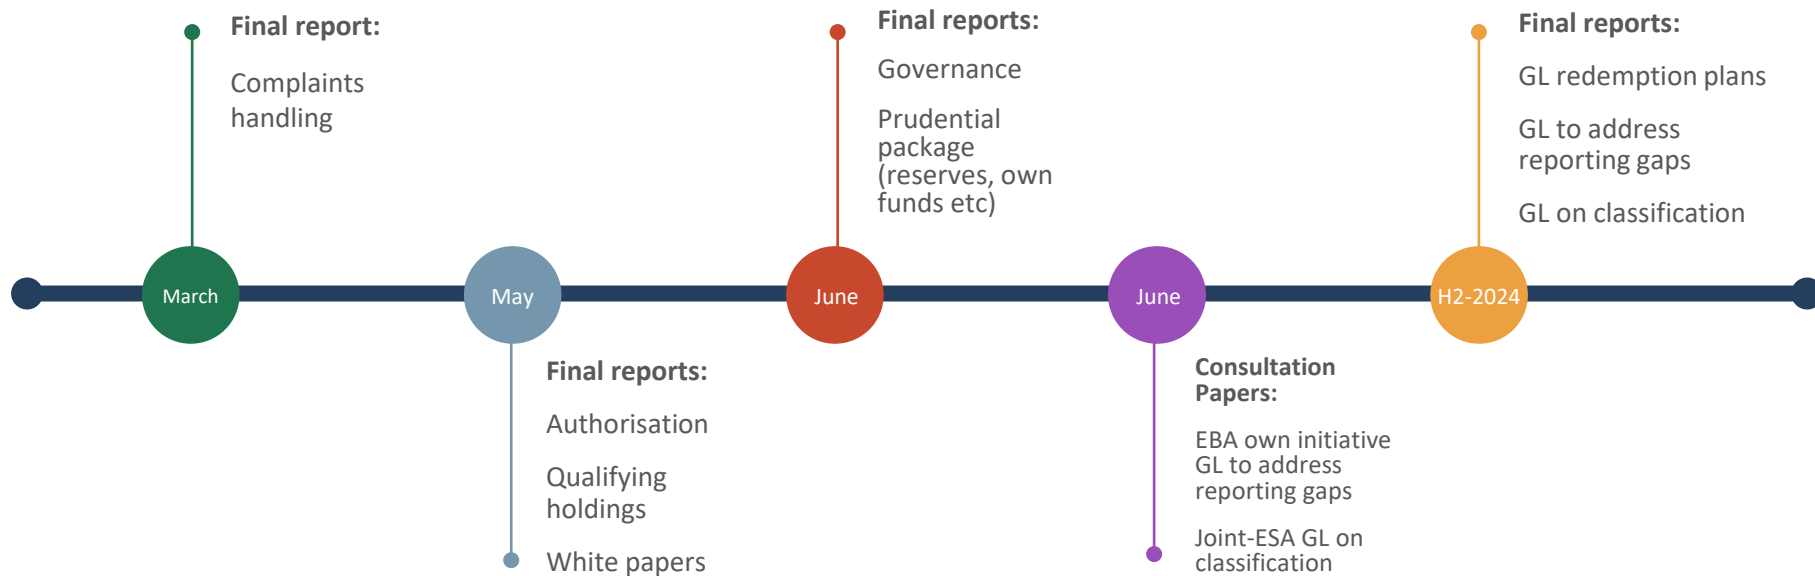 Final report:
Complaints
handling
Final reports:
Governance
Prudential
package
(reserves, own
funds etc)
Final reports:
GL redemption plans
GL to address
reporting gaps
GL on classification
March
May
June
June
H2-2024
Final reports:
Authorisation
Qualifying
holdings
White papers
Consultation
Papers:
EBA own initiative
GL to address
reporting gaps
Joint-ESA GL on
classification